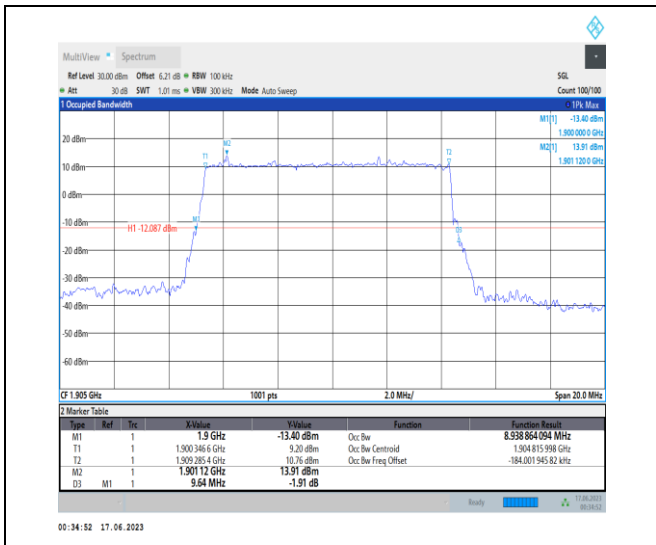 MultiView Spectrum
Ref Level 30.00 dBm Offset 6.21 dB RBW 100 kHz SGL
Att 30 dB SWT 1.01 ms VBW 300 kHz Mode Auto Sweep Count 100/100
1 Occupied Bandwidth 1Pk Max
M1[1] -13.40 dBm
1.900 000 0 GHz
M2[1] 13.91 dBm
1.901 120 0 GHz
20 dBm
M2
T1
T2
10 dBm
0 dBm
-10 dBm
M1
H1 -12.087 dBm
D3
-20 dBm
-30 dBm
-40 dBm
-50 dBm
-60 dBm
CF 1.905 GHz 1001 pts 2.0 MHz/ Span 20.0 MHz
2 Marker Table
Type Ref Trc X-Value Y-Value Function Function Result
M1 1 1.9 GHz -13.40 dBm Occ Bw 8.938 864 094 MHz
T1 1 1.900 346 6 GHz 9.20 dBm Occ Bw Centroid 1.904 815 998 GHz
T2 1 1.909 285 4 GHz 10.76 dBm Occ Bw Freq Offset -184.001 945 82 kHz
M2 1 1.901 12 GHz 13.91 dBm
D3 M1 1 9.64 MHz -1.91 dB
Ready 17.06.2023
00:34:52
00:34:52 17.06.2023